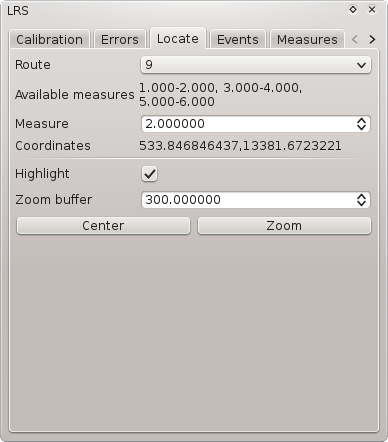 LRS
Calibration Errors Locate Events Measures
Route 9
Available measures 1.000-2.000, 3.000-4.000,
5.000-6.000
Measure 2.000000
Coordinates 533.846846437,13381.6723221
Highlight
Zoom buffer 300.000000
Center Zoom